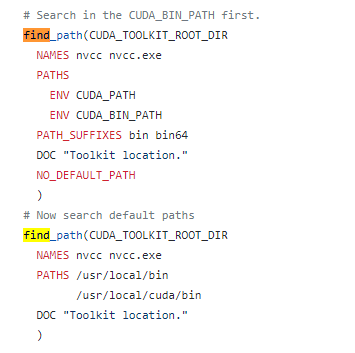 # Search in the CUDA_BIN_PATH first.
find_path(CUDA_TOOLKIT_ROOT_DIR
  NAMES nvcc nvcc.exe
  PATHS
    ENV CUDA_PATH
    ENV CUDA_BIN_PATH
  PATH_SUFFIXES bin bin64
  DOC "Toolkit location."
  NO_DEFAULT_PATH
  )
# Now search default paths
find_path(CUDA_TOOLKIT_ROOT_DIR
  NAMES nvcc nvcc.exe
  PATHS /usr/local/bin
        /usr/local/cuda/bin
  DOC "Toolkit location."
  )